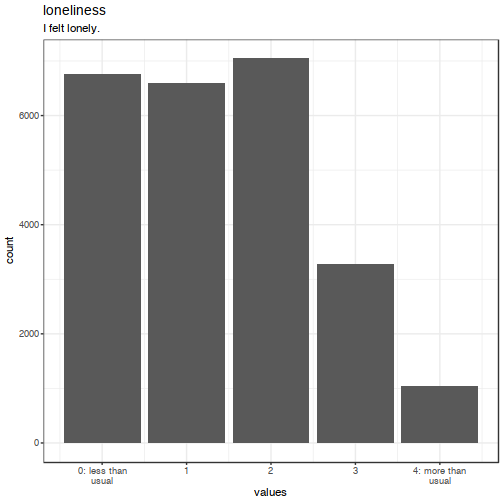 loneliness
I felt lonely.
6000
4000
2000
0
count
0: less than
usual
1
2
3
4: more than
usual
values